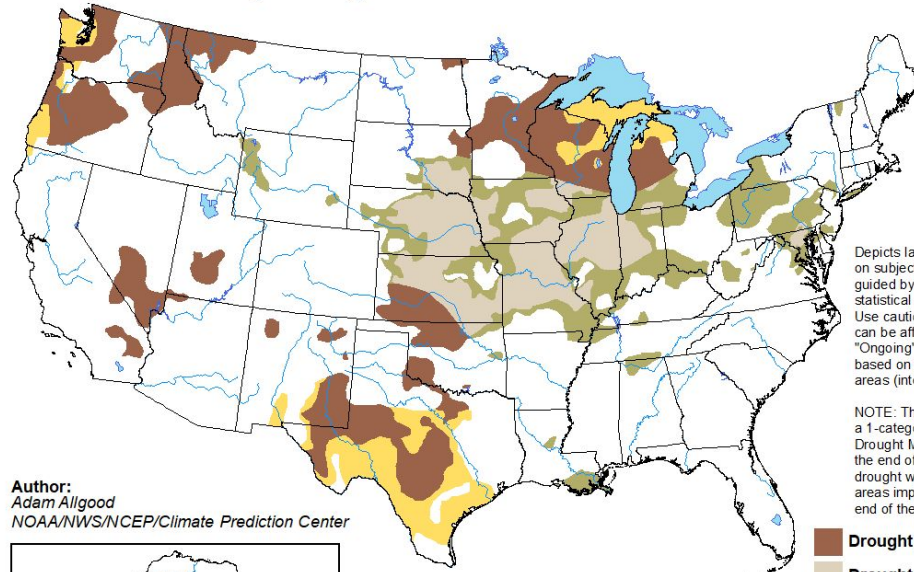 Depicts la
on subjec
guided by
statistical
Use cautio
can be affe
"Ongoing"
based on
areas (inte
NOTE: Th
a 1-categ
Drought M
the end of
drought w
areas imp
end of the
Author:
Adam Allgood
NOAA/NWS/NCEP/Climate Prediction Center
Drought